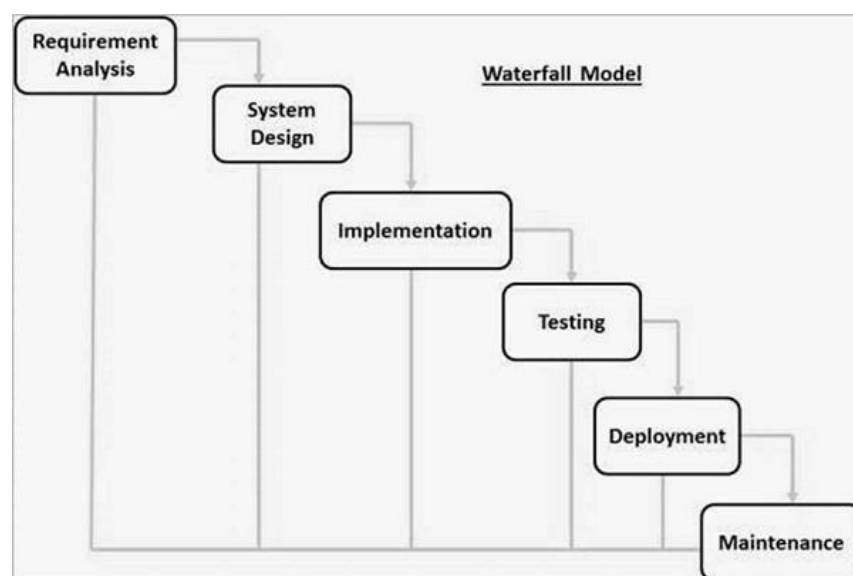 Requirement
Analysis
Waterfall Model
System
Design
Implementation
Testing
Deployment
Maintenance